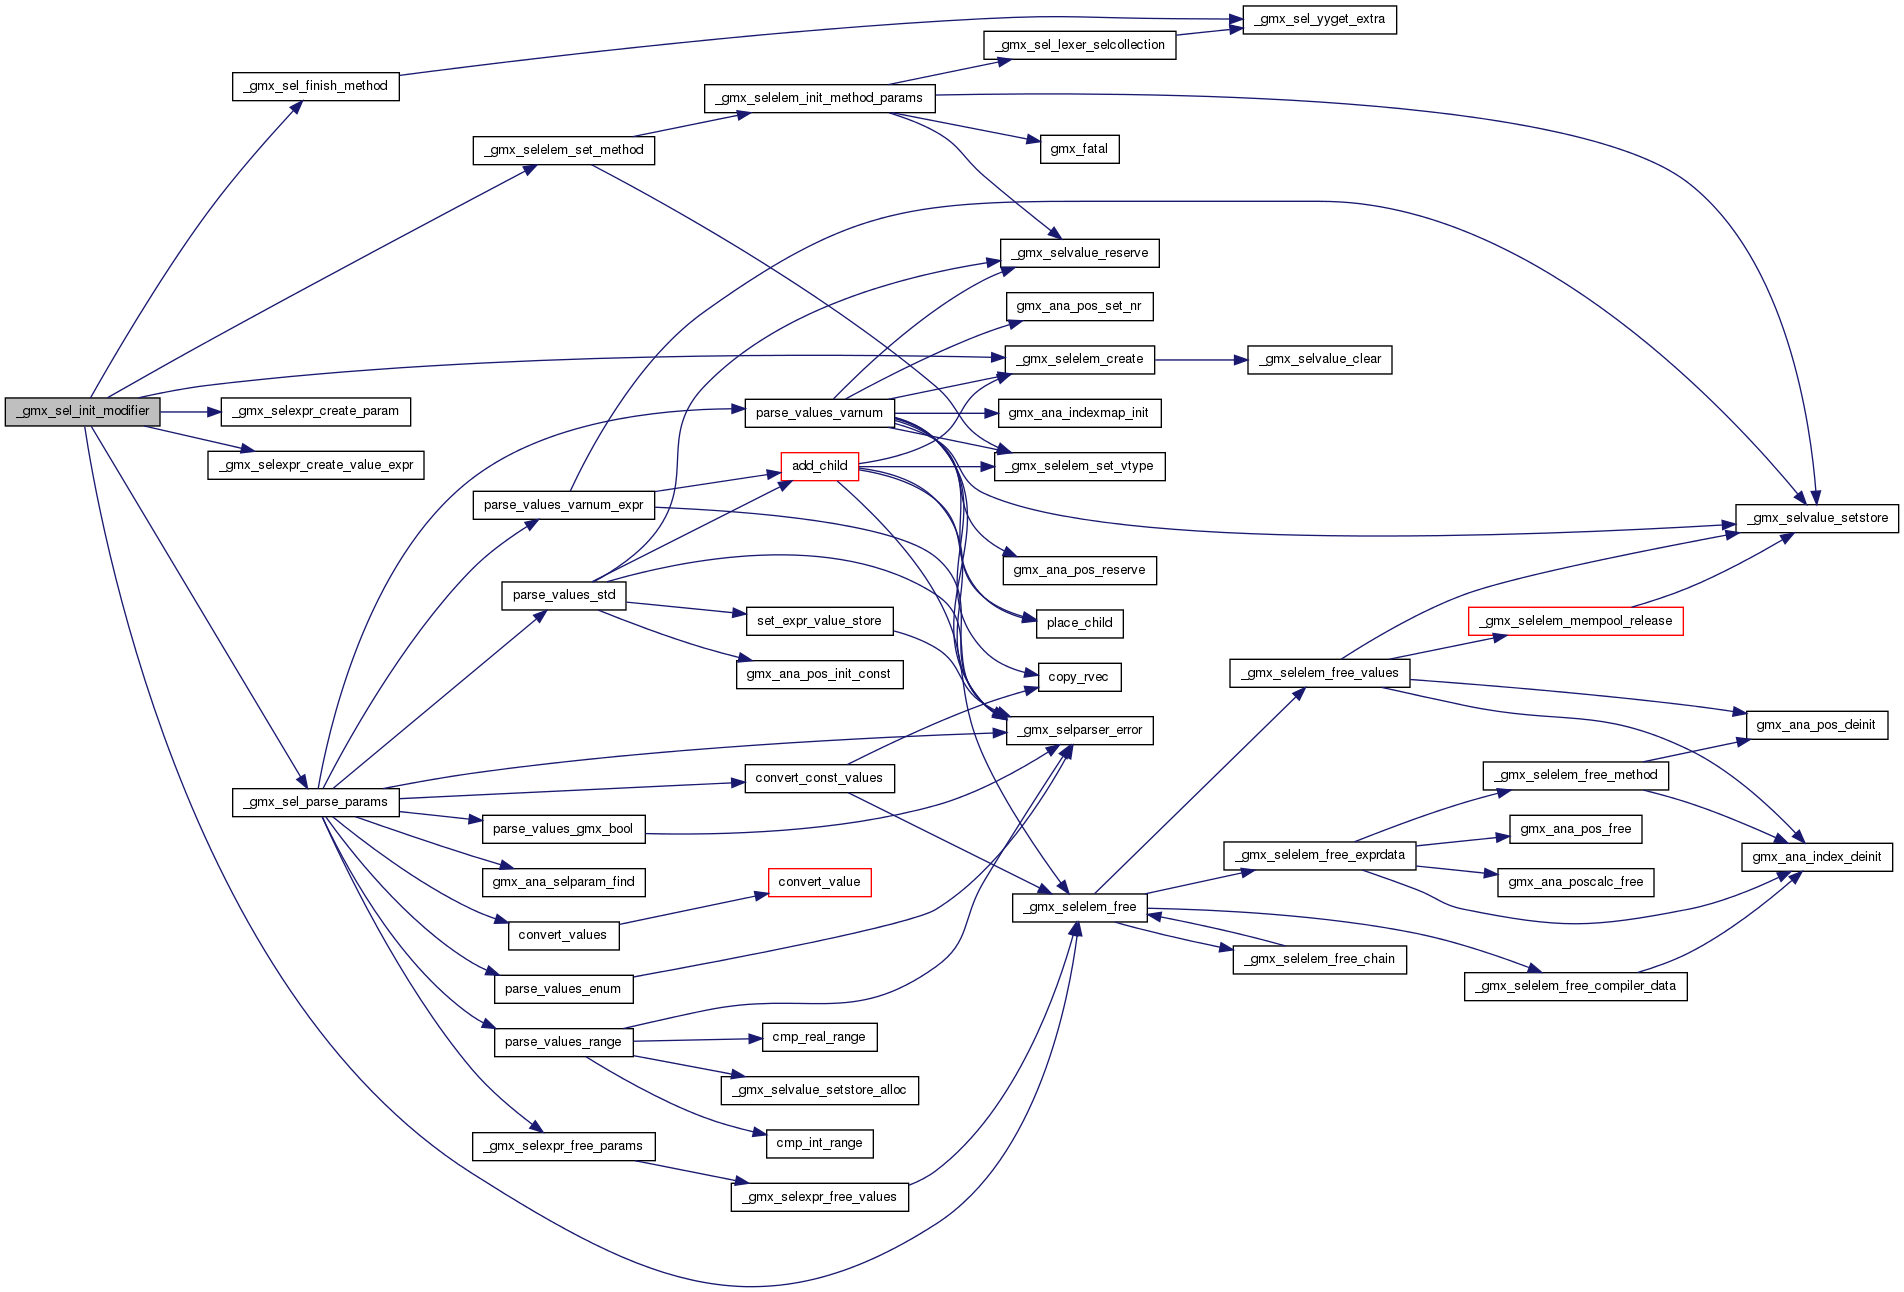 _gmx_sel_yyget_extra
_gmx_sel_lexer_selcollection
_gmx_sel_finish_method
_gmx_selelem_init_method_params
_gmx_selelem_set_method
gmx_fatal
_gmx_selvalue_reserve
gmx_ana_pos_set_nr
_gmx_selelem_create
_gmx_selvalue_clear
_gmx_sel_init_modifier
_gmx_selexpr_create_param
parse_values_varnum
gmx_ana_indexmap_init
_gmx_selexpr_create_value_expr
add_child
_gmx_selelem_set_vtype
parse_values_varnum_expr
_gmx_selvalue_setstore
gmx_ana_pos_reserve
parse_values_std
set_expr_value_store
place_child
_gmx_selelem_mempool_release
gmx_ana_pos_init_const
copy_rvec
_gmx_selelem_free_values
_gmx_selparser_error
gmx_ana_pos_deinit
convert_const_values
_gmx_selelem_free_method
_gmx_sel_parse_params
parse_values_gmx_bool
gmx_ana_pos_free
_gmx_selelem_free_exprdata
gmx_ana_index_deinit
gmx_ana_selparam_find
convert_value
gmx_ana_poscalc_free
_gmx_selelem_free
convert_values
_gmx_selelem_free_chain
parse_values_enum
_gmx_selelem_free_compiler_data
parse_values_range
cmp_real_range
_gmx_selvalue_setstore_alloc
_gmx_selexpr_free_params
cmp_int_range
_gmx_selexpr_free_values